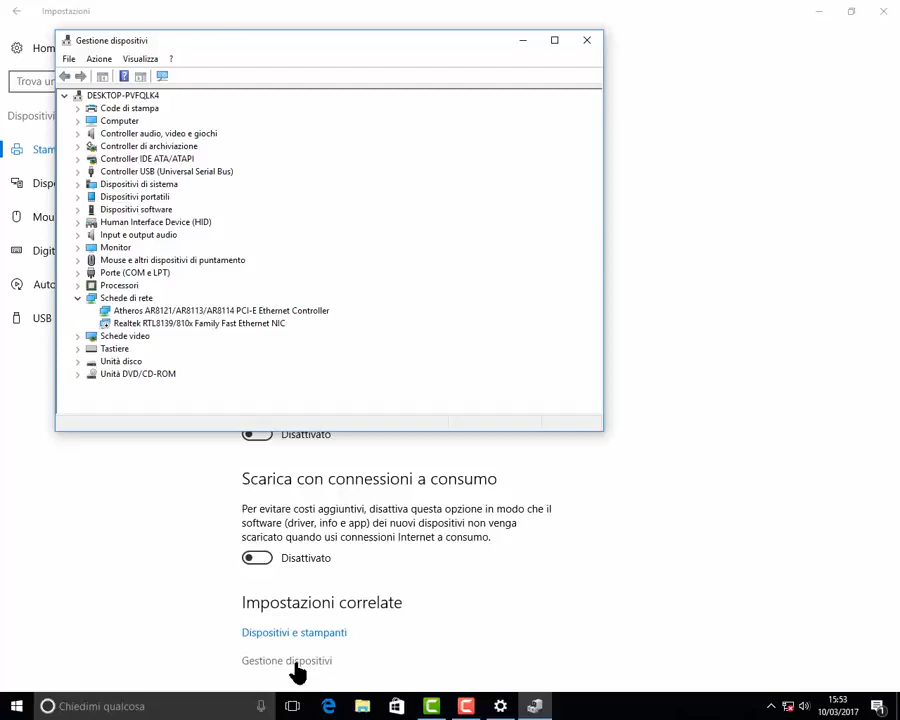 Impostazioni
Gestione dispositivi
File Azione Visualizza ?
Hom
Trova un
Dispositivi
Stam
Dispo
Mou
Digit
Auto
USB
DESKTOP-PVFQLK4
Code di stampa
Computer
Controller audio, video e giochi
Controller di archiviazione
Controller IDE ATA/ATAPI
Controller USB (Universal Serial Bus)
Dispositivi di sistema
Dispositivi portatili
Dispositivi software
Human Interface Device (HID)
Input e output audio
Monitor
Mouse e altri dispositivi di puntamento
Porte (COM e LPT)
Processori
Schede di rete
Atheros AR8121/AR8113/AR8114 PCI-E Ethernet Controller
Realtek RTL8139/810x Family Fast Ethernet NIC
Schede video
Tastiere
Unità disco
Unità DVD/CD-ROM
Disattivato
Scarica con connessioni a consumo
Per evitare costi aggiuntivi, disattiva questa opzione in modo che il
software (driver, info e app) dei nuovi dispositivi non venga
scaricato quando usi connessioni Internet a consumo.
Disattivato
Impostazioni correlate
Dispositivi e stampanti
Gestione dispositivi
Chiedimi qualcosa
15:53
10/03/2017